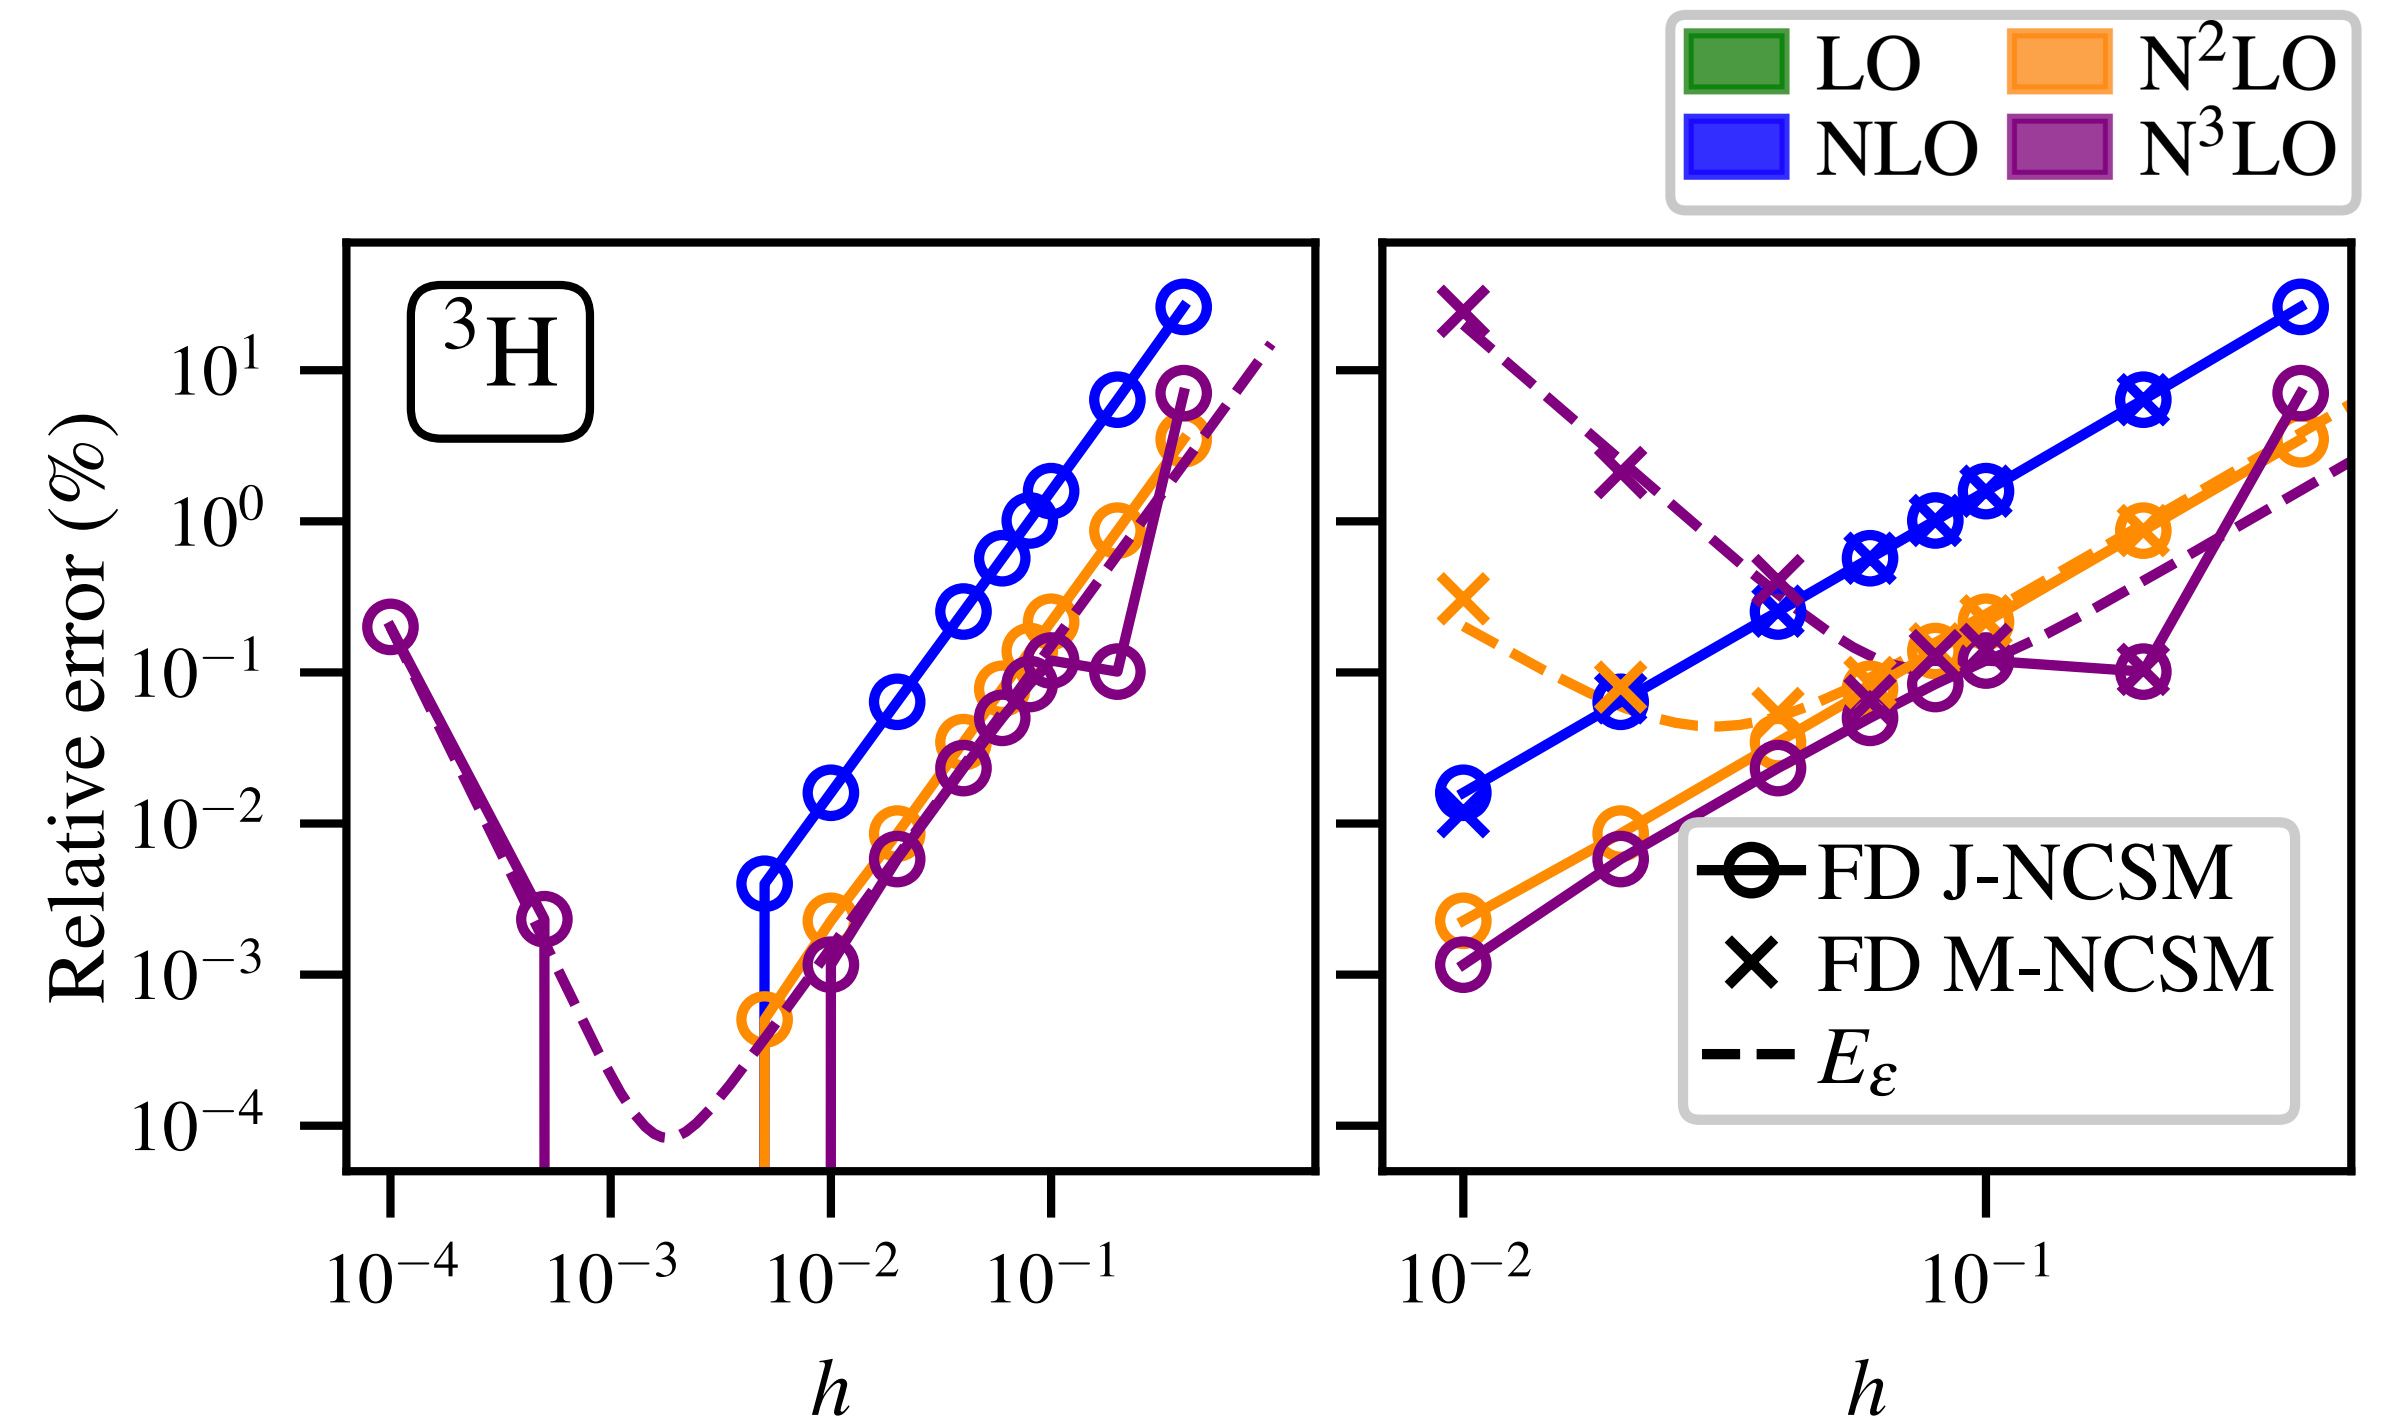 LO N²LO
NLO N³LO
³H
Relative error (%)
10¹
10⁰
10⁻¹
10⁻²
10⁻³
10⁻⁴
10⁻⁴ 10⁻³ 10⁻² 10⁻¹
h
FD J-NCSM
FD M-NCSM
E_ε
10⁻² 10⁻¹
h